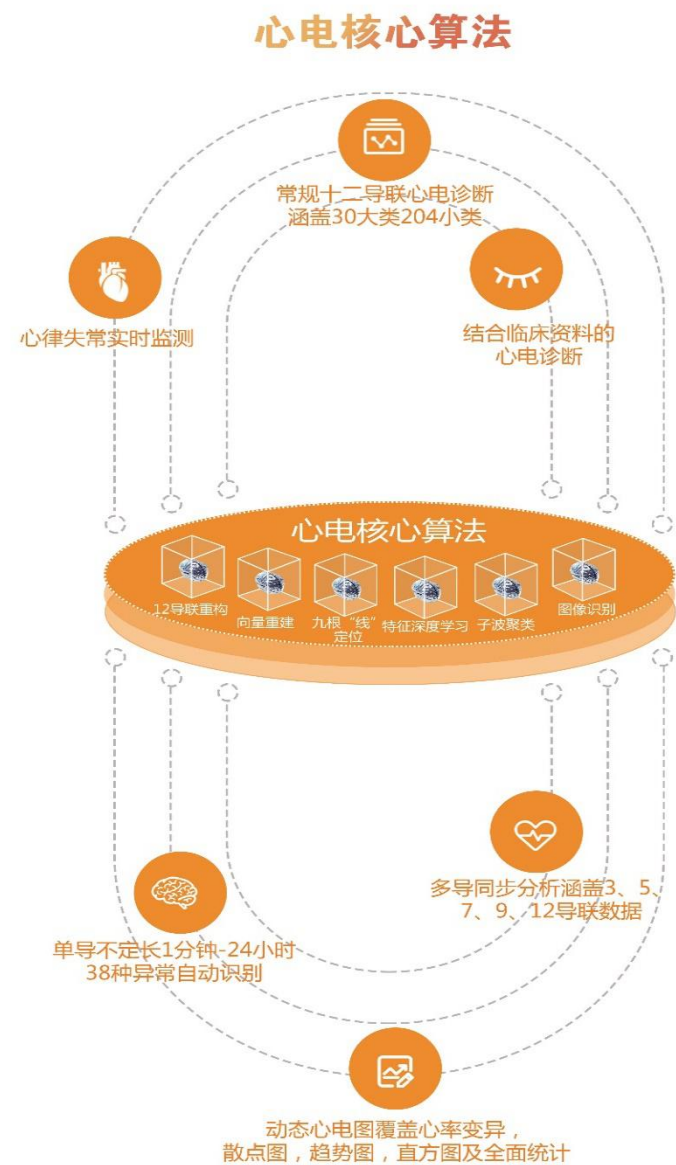 心电核心算法
常规十二导联心电诊断
涵盖30大类204小类
心律失常实时监测
结合临床资料的
心电诊断
心电核心算法
12导联重构
向量重建
九根“线”
定位
特征深度学习
子波聚类
图像识别
多导同步分析涵盖3、5、
7、9、12导联数据
单导不定长1分钟-24小时
38种异常自动识别
动态心电图覆盖心率变异，
散点图，趋势图，直方图及全面统计